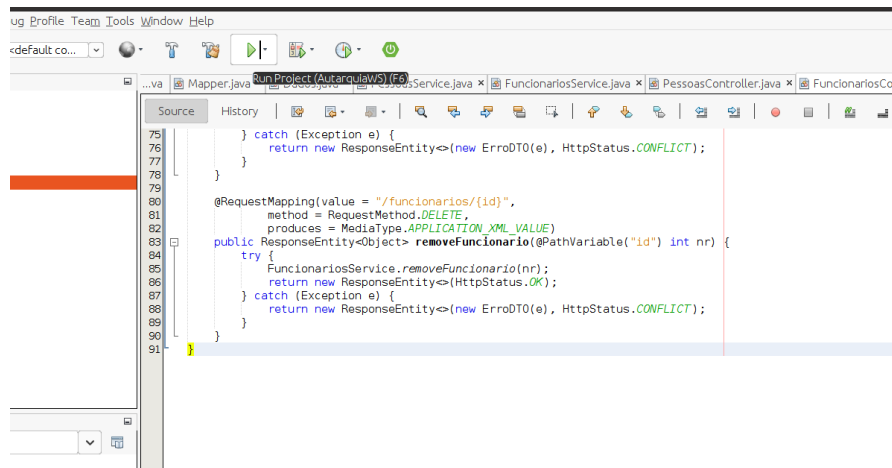 ug Profile Team Tools Window Help
<default co...
Run Project (AutarquiaWS) (F6)
...va Mapper.java Dados.java PessoasService.java FuncionariosService.java PessoasController.java FuncionariosCo
Source History
75 } catch (Exception e) {
76 return new ResponseEntity<>(new ErroDTO(e), HttpStatus.CONFLICT);
77 }
78 }
79
80 @RequestMapping(value = "/funcionarios/{id}",
81 method = RequestMethod.DELETE,
82 produces = MediaType.APPLICATION_XML_VALUE)
83 public ResponseEntity<Object> removeFuncionario(@PathVariable("id") int nr) {
84 try {
85 FuncionariosService.removeFuncionario(nr);
86 return new ResponseEntity<>(HttpStatus.OK);
87 } catch (Exception e) {
88 return new ResponseEntity<>(new ErroDTO(e), HttpStatus.CONFLICT);
89 }
90 }
91 }